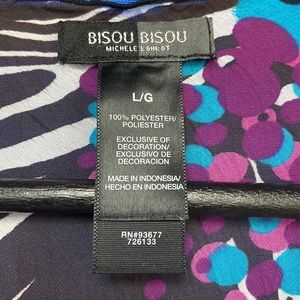 BISOU BISOU
MICHELE BOHBOT
L/G
100% POLYESTER/
POLIESTER
EXCLUSIVE OF
DECORATION/
EXCLUSIVO DE
DECORACIÓN
MADE IN INDONESIA/
HECHO EN INDONESIA
RN#93677
726133